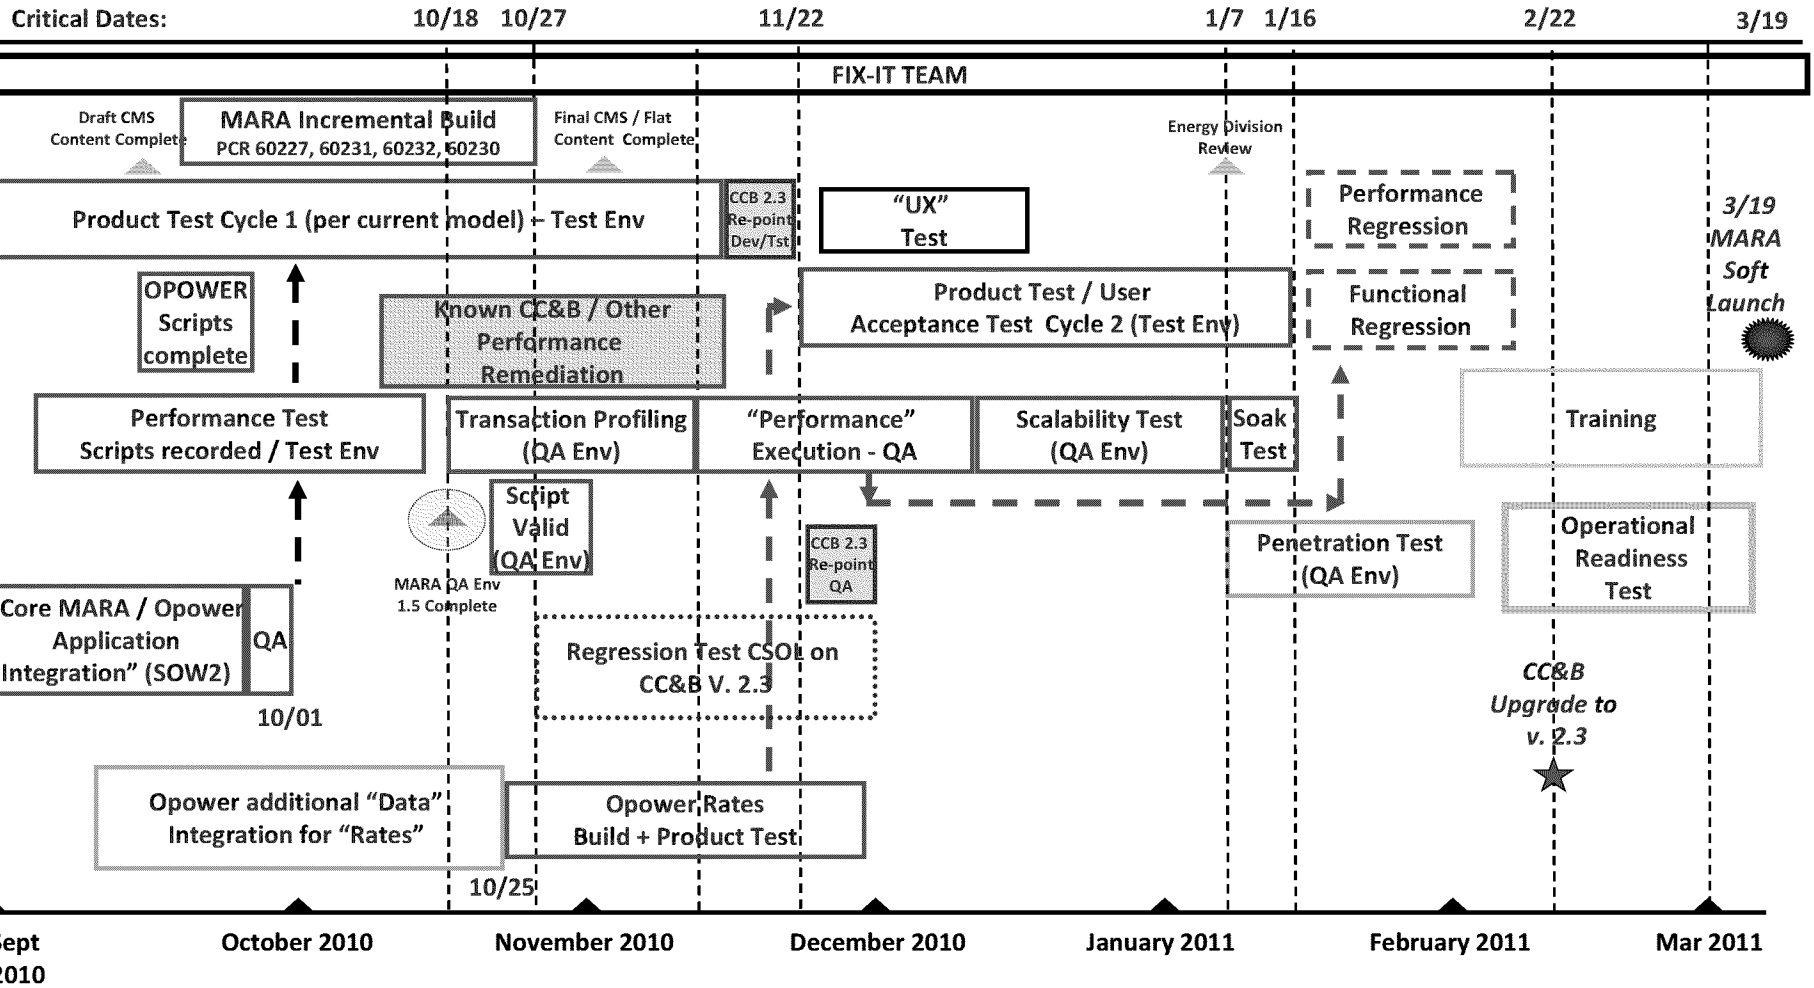 Critical Dates:
10/18
10/27
11/22
1/7
1/16
2/22
3/19
FIX-IT TEAM
Draft CMS
Content Complete
MARA Incremental Build
PCR 60227, 60231, 60232, 60230
Final CMS / Flat
Content Complete
Energy Division
Review
Product Test Cycle 1 (per current model) – Test Env
CCB 2.3
Re-point
Dev/Tst
“UX”
Test
Performance
Regression
3/19
MARA
Soft
Launch
OPOWER
Scripts
complete
Known CC&B / Other
Performance
Remediation
Product Test / User
Acceptance Test Cycle 2 (Test Env)
Functional
Regression
Performance Test
Scripts recorded / Test Env
Transaction Profiling
(QA Env)
“Performance”
Execution - QA
Scalability Test
(QA Env)
Soak
Test
Training
MARA QA Env
1.5 Complete
Script
Valid
(QA Env)
CCB 2.3
Re-point
QA
Penetration Test
(QA Env)
Operational
Readiness
Test
Core MARA / Opower
Application
Integration” (SOW2)
QA
10/01
Regression Test CSOL on
CC&B V. 2.3
CC&B
Upgrade to
v. 2.3
Opower additional “Data”
Integration for “Rates”
10/25
Opower Rates
Build + Product Test
Sept
2010
October 2010
November 2010
December 2010
January 2011
February 2011
Mar 2011